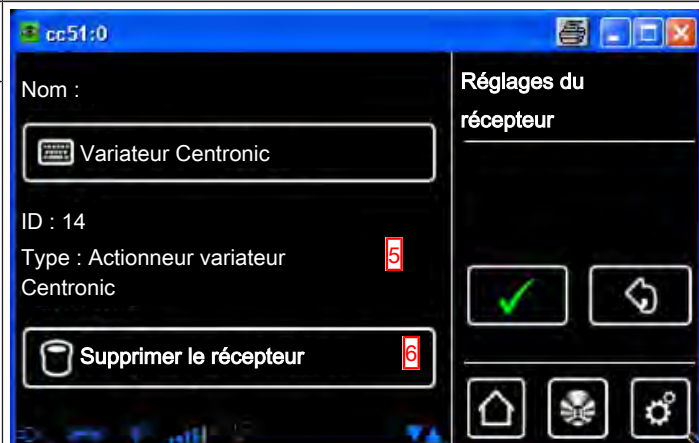 cc51:0
Nom :
Variateur Centronic
ID : 14
Type : Actionneur variateur
Centronic
5
Supprimer le récepteur
6
Réglages du
récepteur